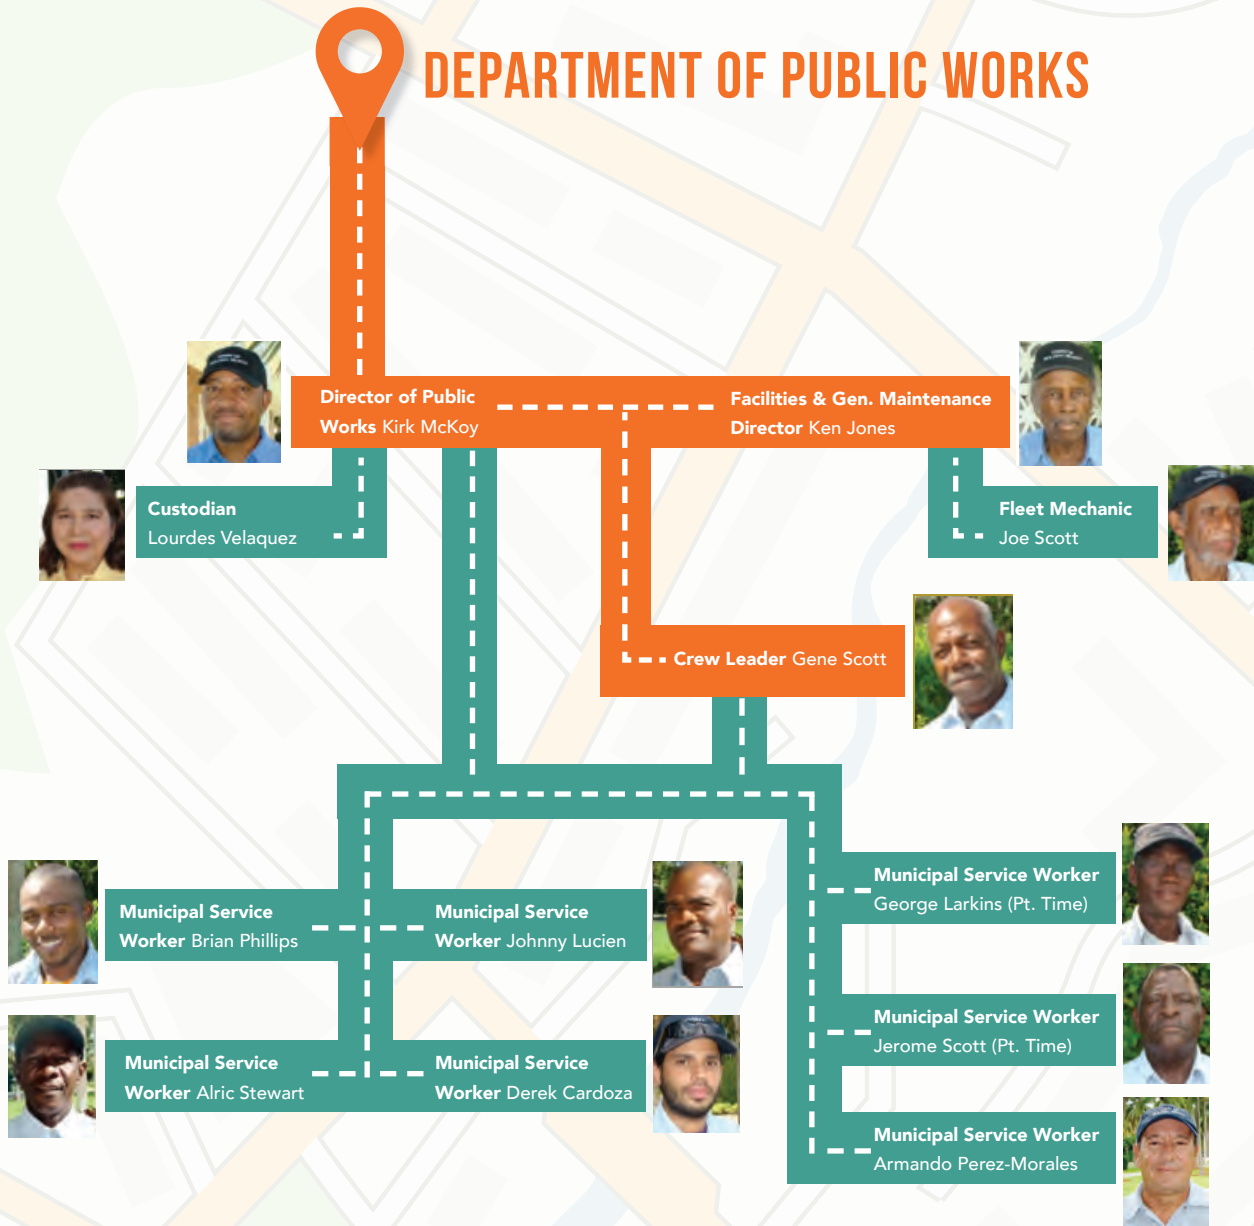 DEPARTMENT OF PUBLIC WORKS
Director of Public
Works Kirk McKoy
Facilities & Gen. Maintenance
Director Ken Jones
Custodian
Lourdes Velaquez
Fleet Mechanic
Joe Scott
Crew Leader Gene Scott
Municipal Service Worker
George Larkins (Pt. Time)
Municipal Service
Worker Brian Phillips
Municipal Service
Worker Johnny Lucien
Municipal Service Worker
Jerome Scott (Pt. Time)
Municipal Service
Worker Alric Stewart
Municipal Service
Worker Derek Cardoza
Municipal Service Worker
Armando Perez-Morales